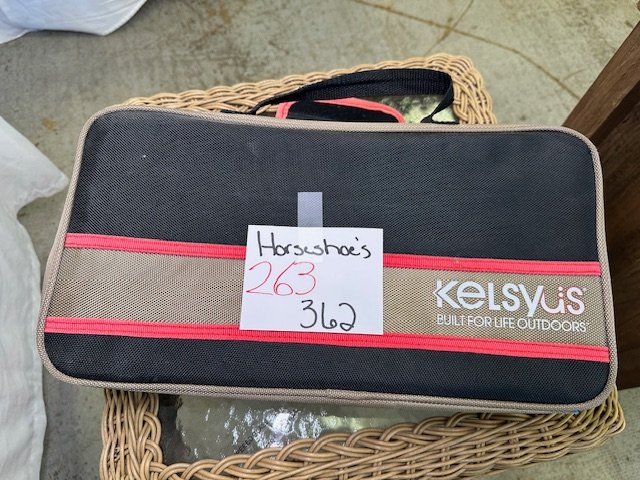 Horseshoe's
263
362
KELSYUS
BUILT FOR LIFE OUTDOORS